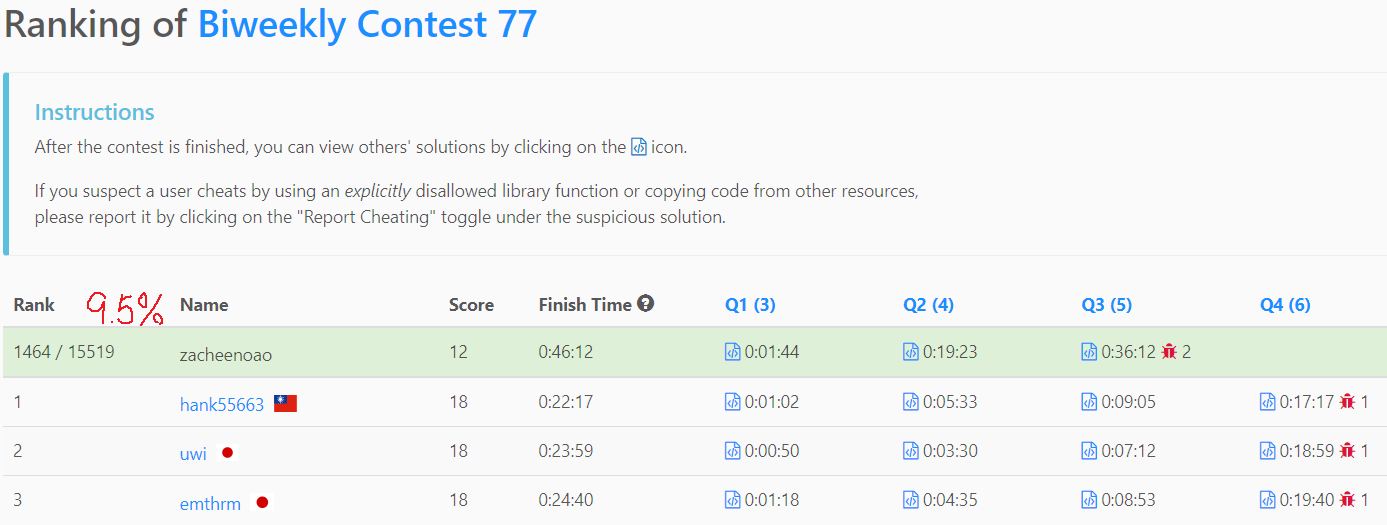 Ranking of Biweekly Contest 77
Instructions
After the contest is finished, you can view others' solutions by clicking on the icon.
If you suspect a user cheats by using an explicitly disallowed library function or copying code from other resources,
please report it by clicking on the "Report Cheating" toggle under the suspicious solution.
Rank 9.5% Name Score Finish Time Q1 (3) Q2 (4) Q3 (5) Q4 (6)
1464 / 15519 zacheenoao 12 0:46:12 0:01:44 0:19:23 0:36:12 2
1 hank55663 18 0:22:17 0:01:02 0:05:33 0:09:05 0:17:17 1
2 uwi 18 0:23:59 0:00:50 0:03:30 0:07:12 0:18:59 1
3 emthrm 18 0:24:40 0:01:18 0:04:35 0:08:53 0:19:40 1